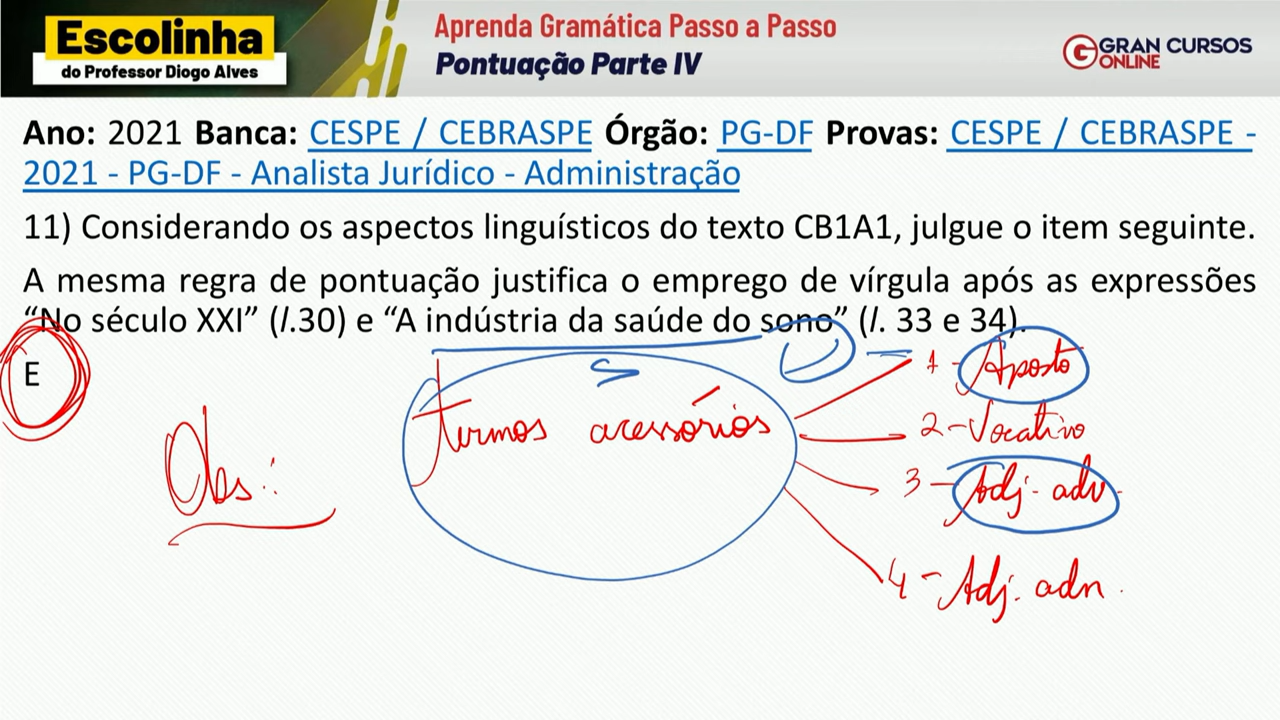 Escolinha
do Professor Diogo Alves
Aprenda Gramática Passo a Passo
Pontuação Parte IV
GRAN CURSOS
ONLINE
Ano: 2021 Banca: CESPE / CEBRASPE Órgão: PG-DF Provas: CESPE / CEBRASPE -
2021 - PG-DF - Analista Jurídico - Administração
11) Considerando os aspectos linguísticos do texto CB1A1, julgue o item seguinte.
A mesma regra de pontuação justifica o emprego de vírgula após as expressões
“No século XXI” (l.30) e “A indústria da saúde do sono” (l. 33 e 34).
E
S
1 - Aposto
Termos acessórios
2 - Vocativo
Obs:
3 - Adj. adv.
4 - Adj. adn.